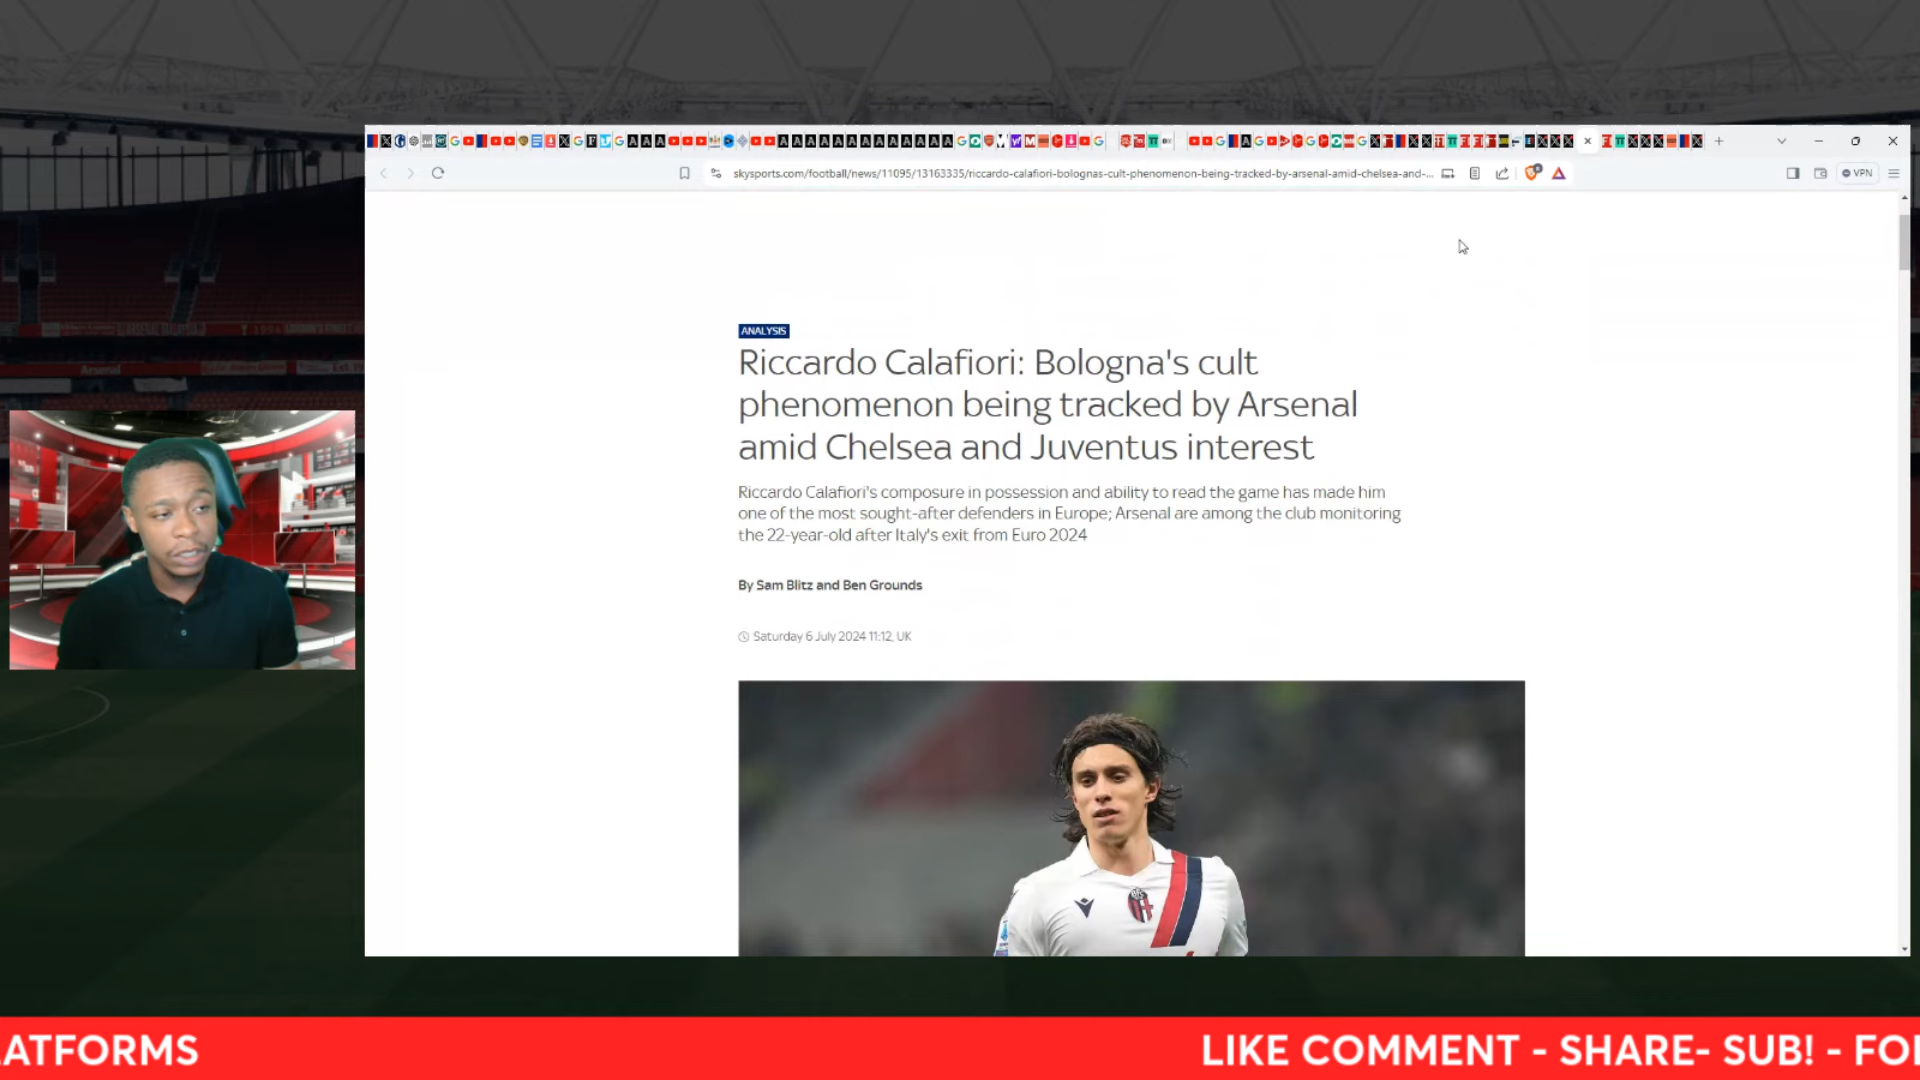 skysports.com/football/news/11095/13163335/riccardo-calafiori-bolognas-cult-phenomenon-being-tracked-by-arsenal-amid-chelsea-and-...
VPN
ANALYSIS
Riccardo Calafiori: Bologna's cult
phenomenon being tracked by Arsenal
amid Chelsea and Juventus interest
Riccardo Calafiori's composure in possession and ability to read the game has made him
one of the most sought-after defenders in Europe; Arsenal are among the club monitoring
the 22-year-old after Italy's exit from Euro 2024
By Sam Blitz and Ben Grounds
Saturday 6 July 2024 11:12, UK
Arsenal
ATFORMS
LIKE COMMENT - SHARE- SUB! - FO